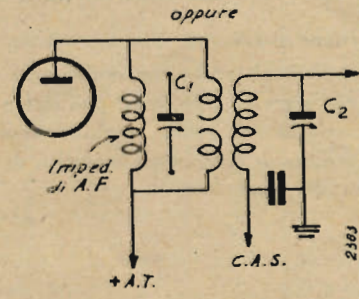 oppure
C1
C2
Imped.
di A.F
C.A.S.
+A.T.
2383